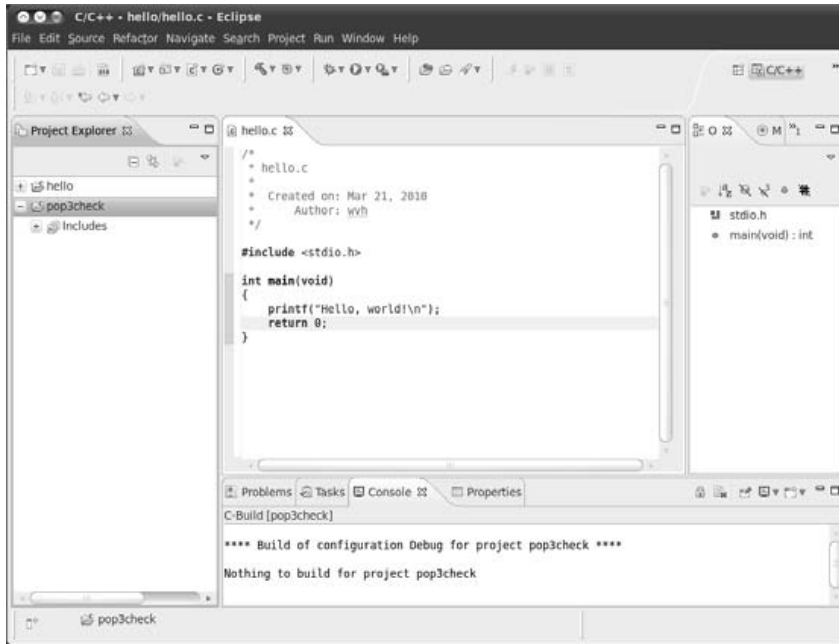 C/C++ - hello/hello.c - Eclipse
File Edit Source Refactor Navigate Search Project Run Window Help
C/C++
Project Explorer
hello
pop3check
Includes
hello.c
/*
 * hello.c
 *
 *  Created on: Mar 21, 2010
 *      Author: wvh
 */
#include <stdio.h>
int main(void)
{
    printf("Hello, world!\n");
    return 0;
}
O
M
stdio.h
main(void) : int
Problems Tasks Console Properties
C-Build [pop3check]
**** Build of configuration Debug for project pop3check ****
Nothing to build for project pop3check
pop3check